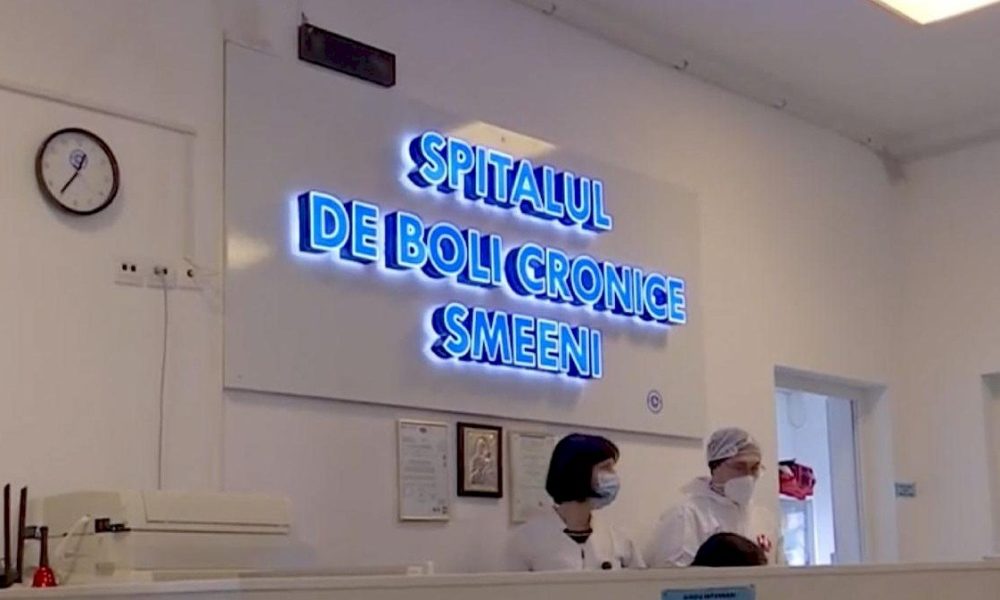 SPITALUL
DE BOLI CRONICE
SMEENI